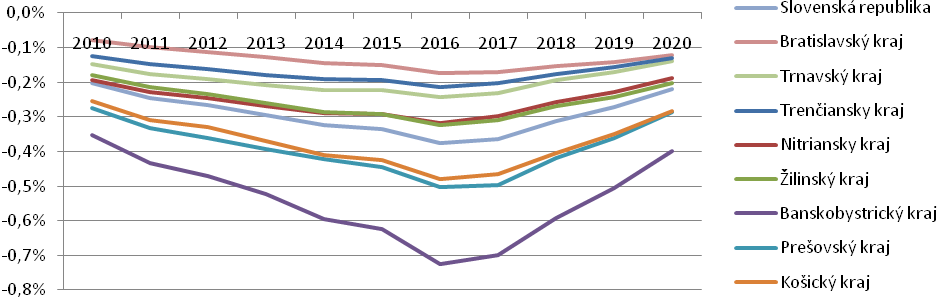 0,0%
-0,1%
-0,2%
-0,3%
-0,4%
-0,5%
-0,6%
-0,7%
-0,8%
2010 2011 2012 2013 2014 2015 2016 2017 2018 2019 2020
Slovenská republika
Bratislavský kraj
Trnavský kraj
Trenčiansky kraj
Nitriansky kraj
Žilinský kraj
Banskobystrický kraj
Prešovský kraj
Košický kraj